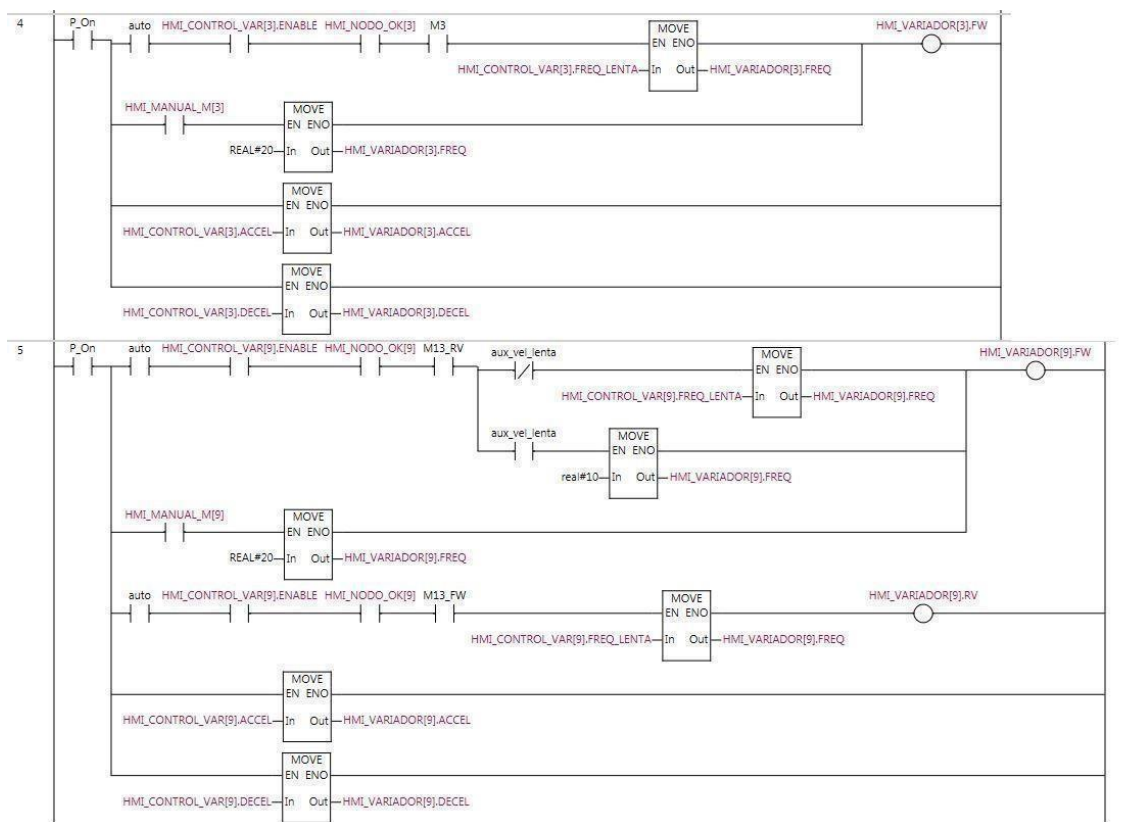 4 P_On auto HMI_CONTROL_VAR[3].ENABLE HMI_NODO_OK[3] M3 MOVE HMI_VARIADOR[3].FW
EN ENO
HMI_CONTROL_VAR[3].FREQ_LENTA In Out HMI_VARIADOR[3].FREQ
HMI_MANUAL_M[3] MOVE
EN ENO
REAL#20 In Out HMI_VARIADOR[3].FREQ
MOVE
EN ENO
HMI_CONTROL_VAR[3].ACCEL In Out HMI_VARIADOR[3].ACCEL
MOVE
EN ENO
HMI_CONTROL_VAR[3].DECEL In Out HMI_VARIADOR[3].DECEL
5 P_On auto HMI_CONTROL_VAR[9].ENABLE HMI_NODO_OK[9] M13_RV aux_vel_lenta MOVE HMI_VARIADOR[9].FW
EN ENO
HMI_CONTROL_VAR[9].FREQ_LENTA In Out HMI_VARIADOR[9].FREQ
aux_vel_lenta MOVE
EN ENO
real#10 In Out HMI_VARIADOR[9].FREQ
HMI_MANUAL_M[9] MOVE
EN ENO
REAL#20 In Out HMI_VARIADOR[9].FREQ
auto HMI_CONTROL_VAR[9].ENABLE HMI_NODO_OK[9] M13_FW MOVE HMI_VARIADOR[9].RV
EN ENO
HMI_CONTROL_VAR[9].FREQ_LENTA In Out HMI_VARIADOR[9].FREQ
MOVE
EN ENO
HMI_CONTROL_VAR[9].ACCEL In Out HMI_VARIADOR[9].ACCEL
MOVE
EN ENO
HMI_CONTROL_VAR[9].DECEL In Out HMI_VARIADOR[9].DECEL